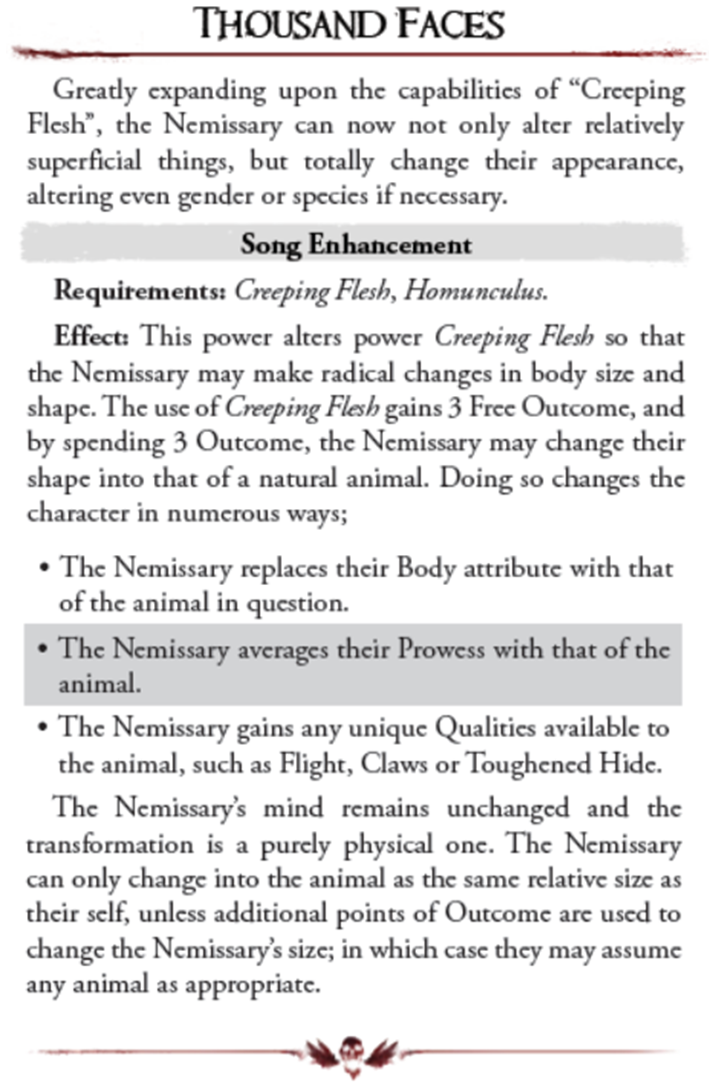 THOUSAND FACES
Greatly expanding upon the capabilities of “Creeping
Flesh”, the Nemissary can now not only alter relatively
superficial things, but totally change their appearance,
altering even gender or species if necessary.
Song Enhancement
Requirements: Creeping Flesh, Homunculus.
Effect: This power alters power Creeping Flesh so that
the Nemissary may make radical changes in body size and
shape. The use of Creeping Flesh gains 3 Free Outcome, and
by spending 3 Outcome, the Nemissary may change their
shape into that of a natural animal. Doing so changes the
character in numerous ways;
• The Nemissary replaces their Body attribute with that
of the animal in question.
• The Nemissary averages their Prowess with that of the
animal.
• The Nemissary gains any unique Qualities available to
the animal, such as Flight, Claws or Toughened Hide.
The Nemissary’s mind remains unchanged and the
transformation is a purely physical one. The Nemissary
can only change into the animal as the same relative size as
their self, unless additional points of Outcome are used to
change the Nemissary’s size; in which case they may assume
any animal as appropriate.